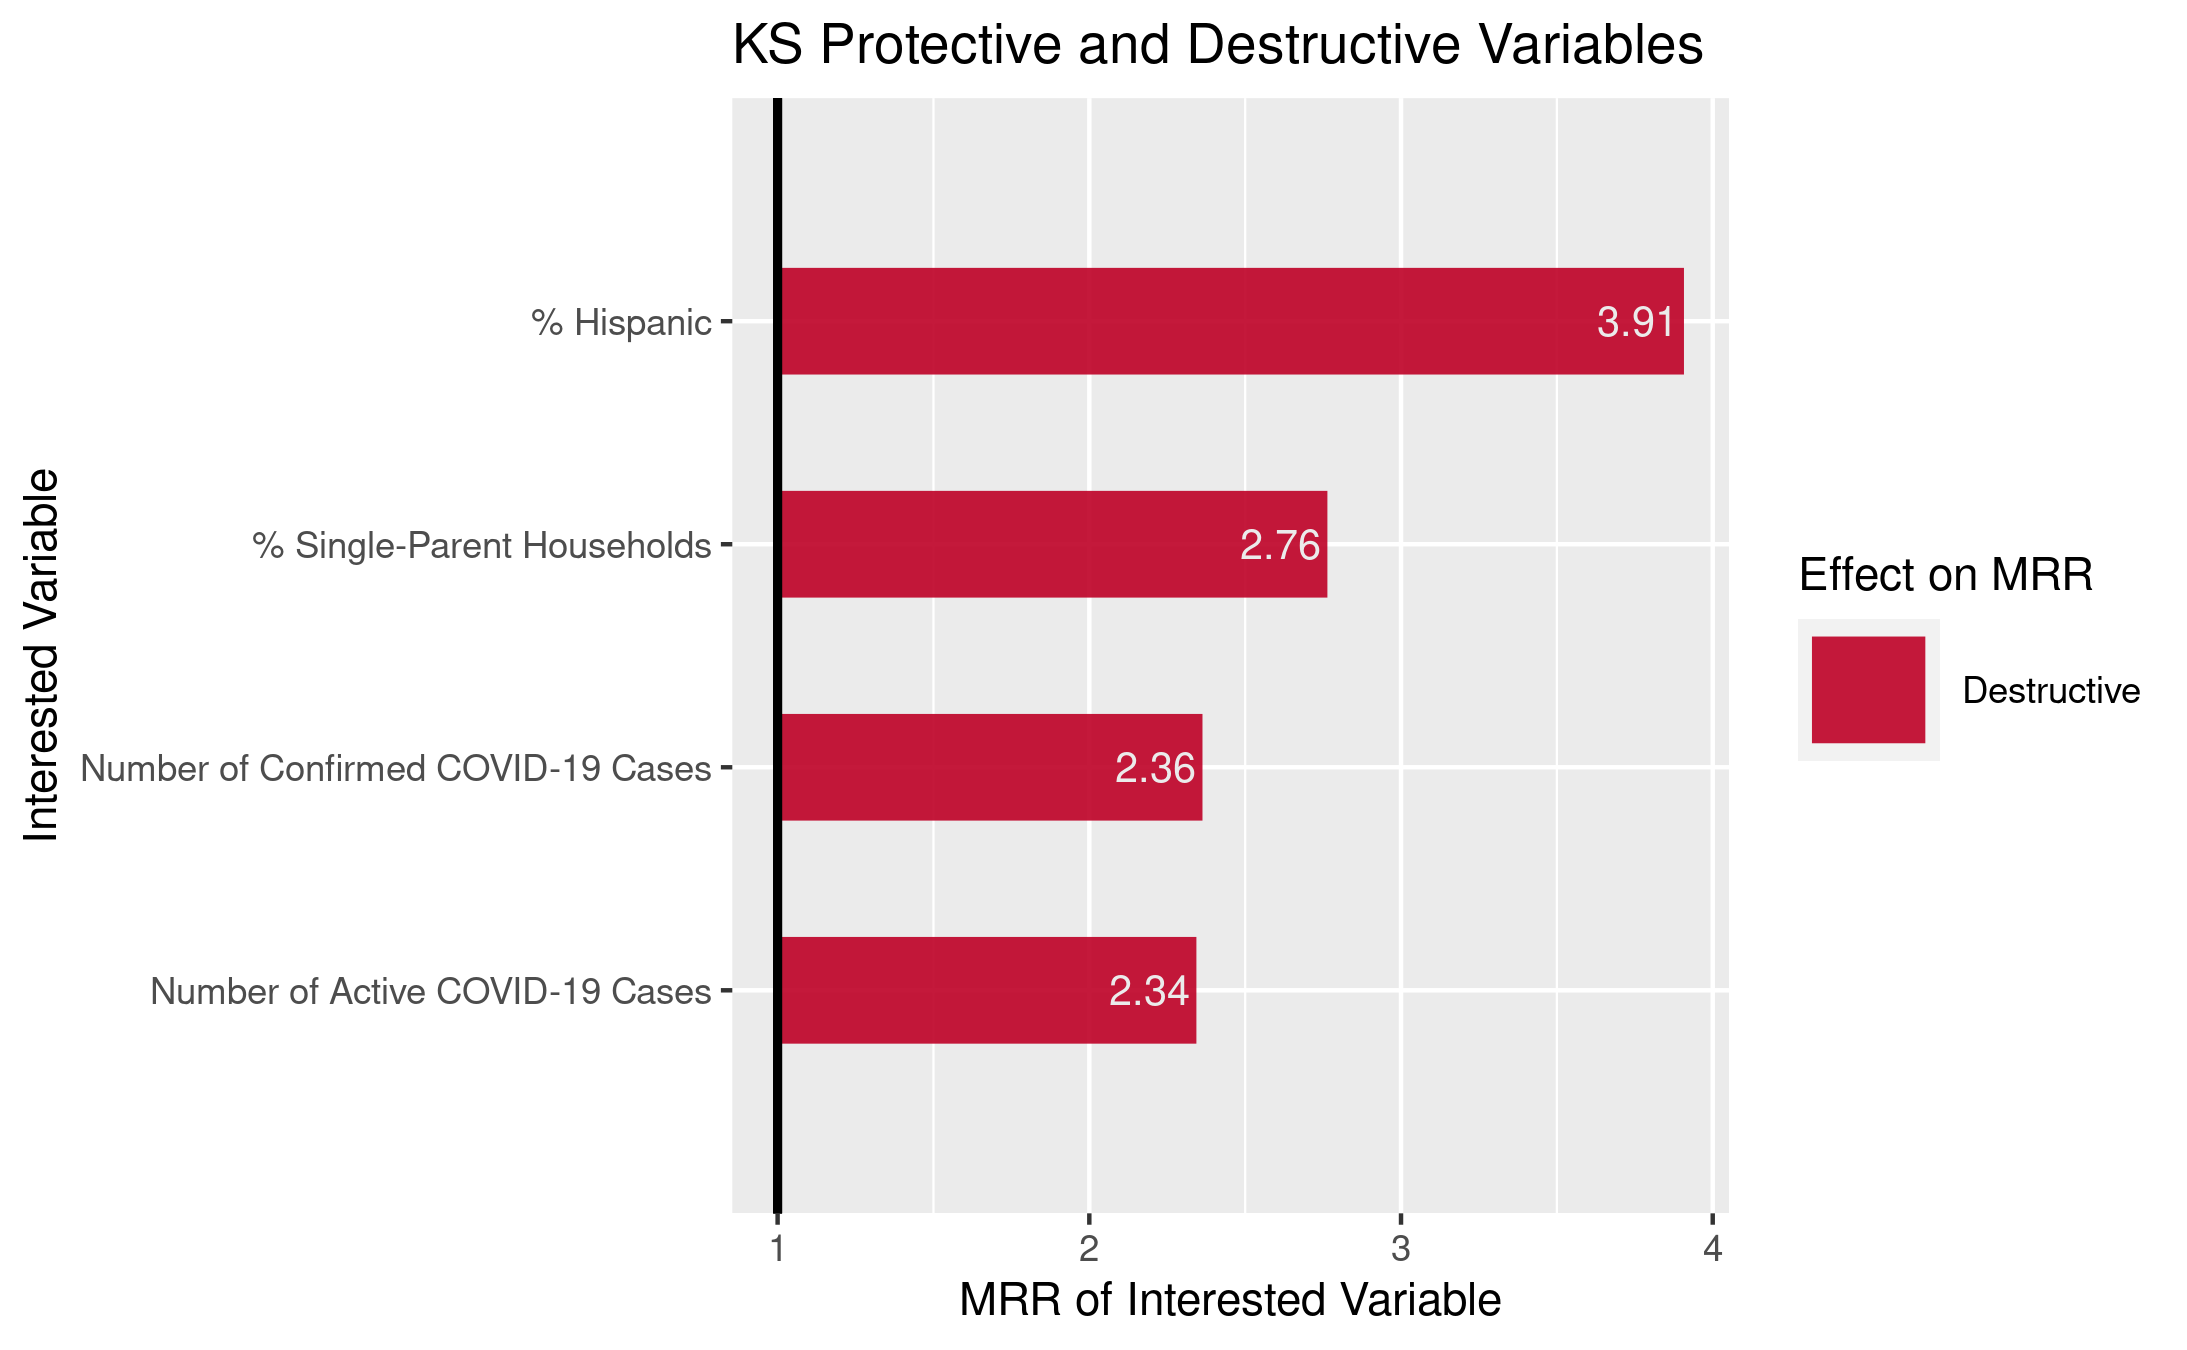 KS Protective and Destructive Variables
Interested Variable
% Hispanic
3.91
% Single-Parent Households
2.76
Number of Confirmed COVID-19 Cases
2.36
Number of Active COVID-19 Cases
2.34
1 2 3 4
MRR of Interested Variable
Effect on MRR
Destructive